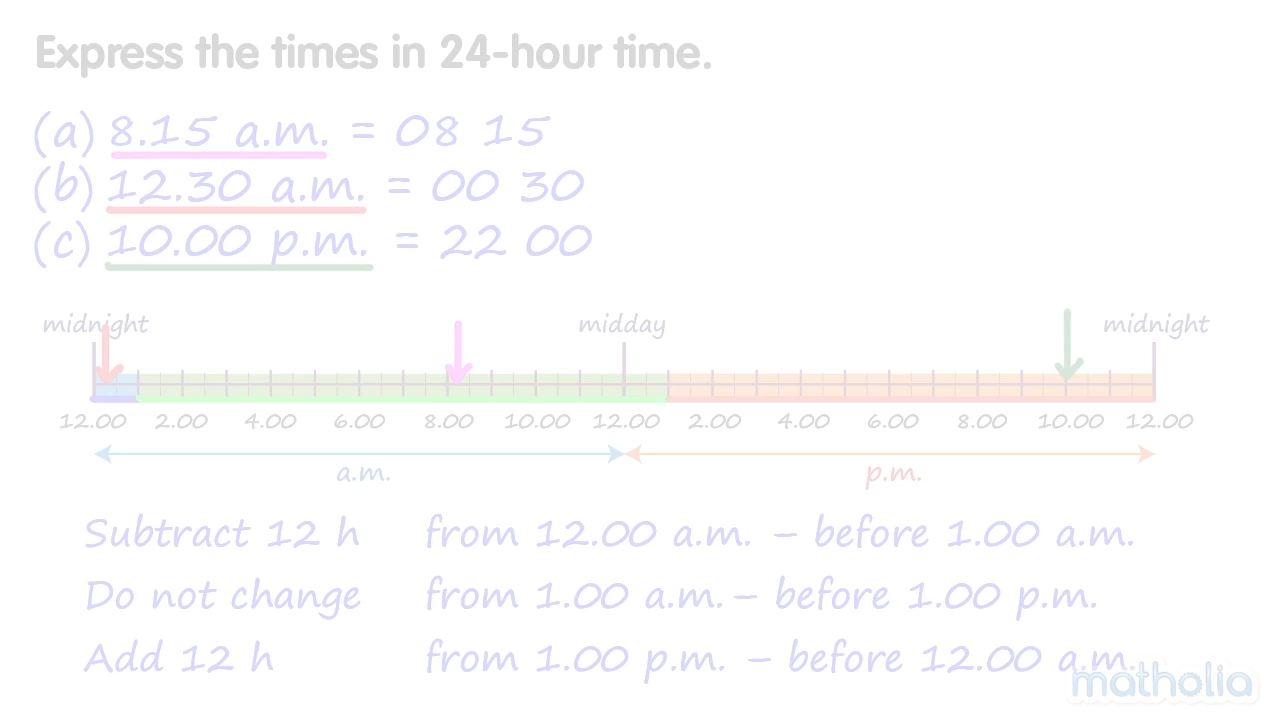 Express the times in 24-hour time.
(a) 8.15 a.m. = 08 15
(b) 12.30 a.m. = 00 30
(c) 10.00 p.m. = 22 00
midnight midday midnight
12.00 2.00 4.00 6.00 8.00 10.00 12.00 2.00 4.00 6.00 8.00 10.00 12.00
a.m. p.m.
Subtract 12 h from 12.00 a.m. – before 1.00 a.m.
Do not change from 1.00 a.m. – before 1.00 p.m.
Add 12 h from 1.00 p.m. – before 12.00 a.m.
matholia